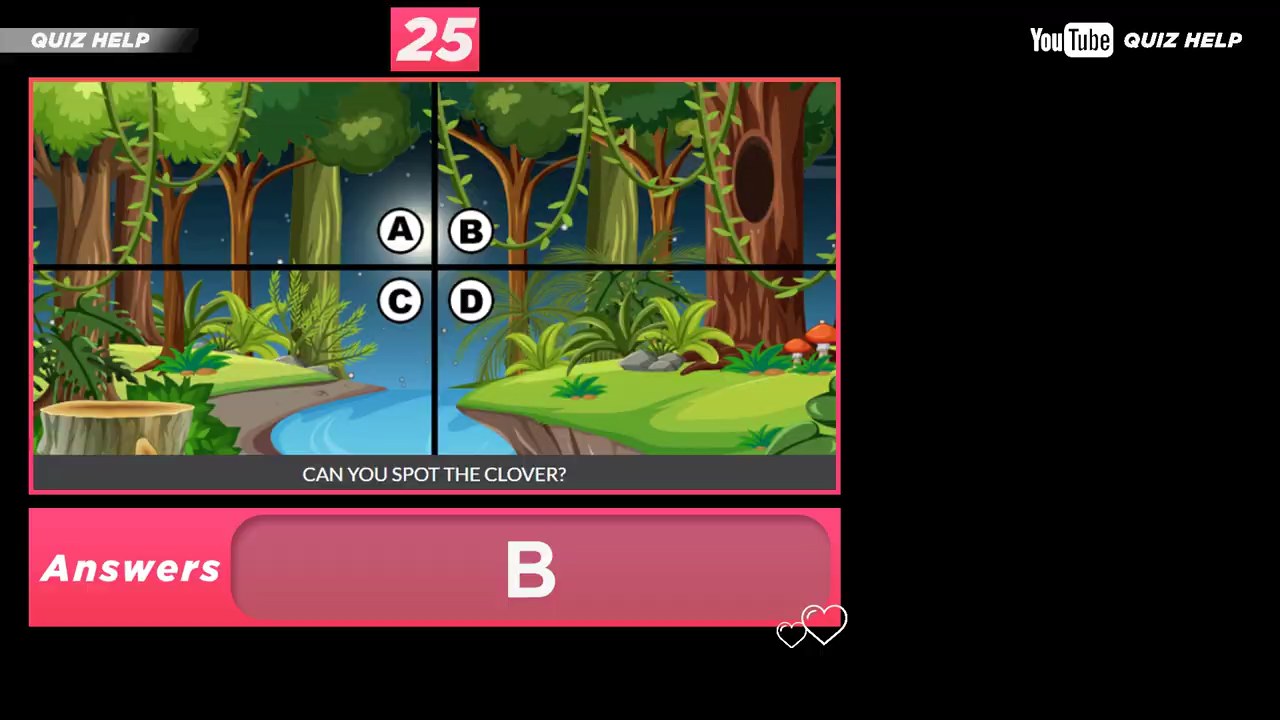 QUIZ HELP
25
YouTube QUIZ HELP
A
B
C
D
CAN YOU SPOT THE CLOVER?
Answers
B